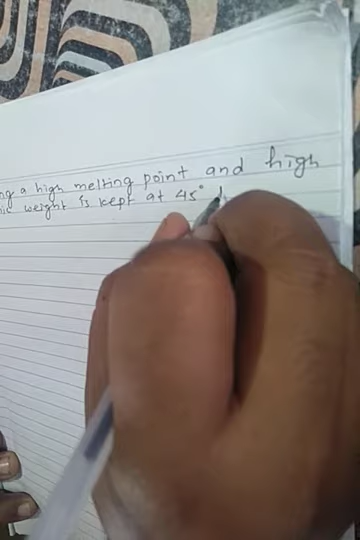 a high melting point and high
weight is kept at 45°